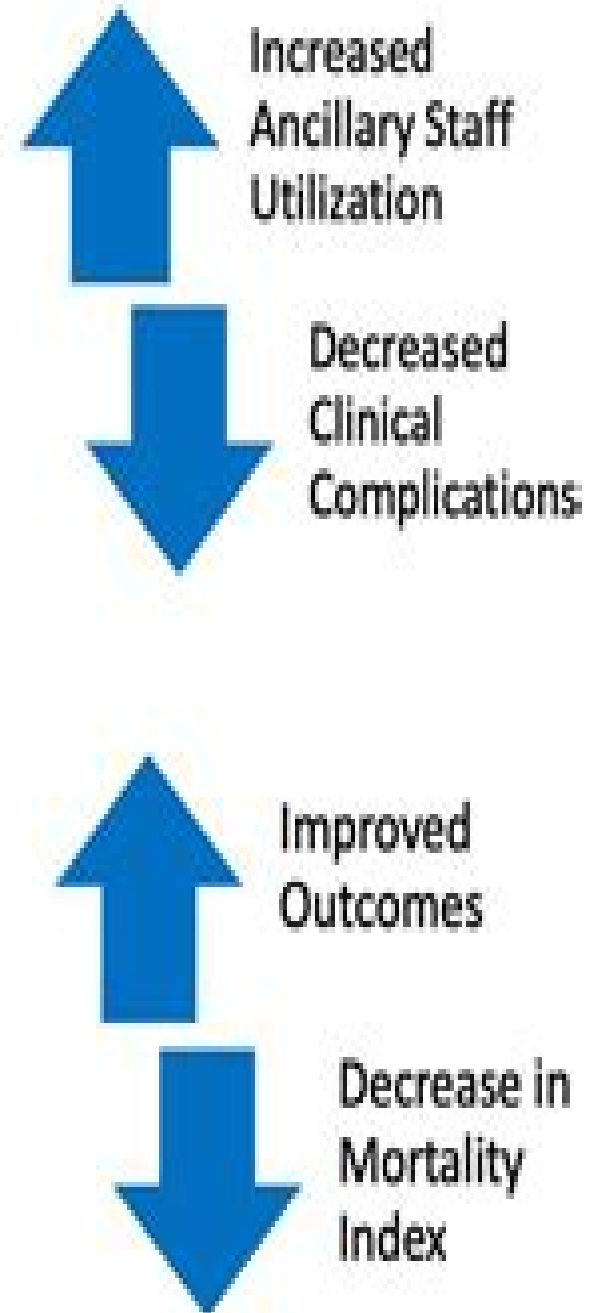 Increased
Ancillary Staff
Utilization
Decreased
Clinical
Complications
Improved
Outcomes
Decrease in
Mortality
Index